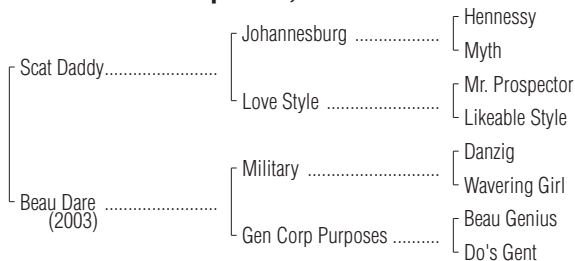 Hennessy
Johannesburg ..................
Myth
Scat Daddy........................
Mr. Prospector
Love Style ........................
Likeable Style
Danzig
Military ............................
Wavering Girl
Beau Dare ........................
(2003)
Beau Genius
Gen Corp Purposes ..........
Do's Gent